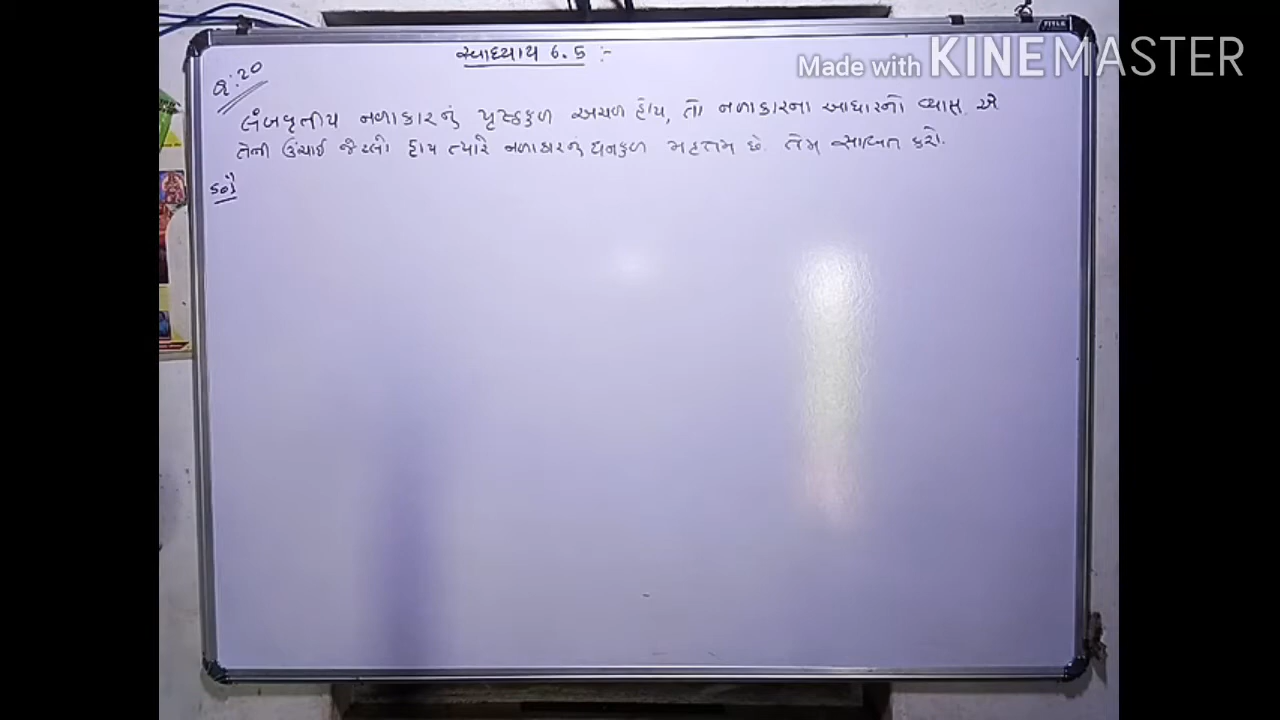 સ્વાધ્યાય 6.5 :-
Made with KINEMASTER
પ્ર:20
લંબવૃત્તીય નળાકારનું પૃષ્ઠફળ અચળ હોય, તો નળાકારના આધારનો વ્યાસ એ
તેની ઉંચાઈ જેટલો હોય ત્યારે નળાકારનું ઘનફળ મહત્તમ છે. તેમ સાબિત કરો.